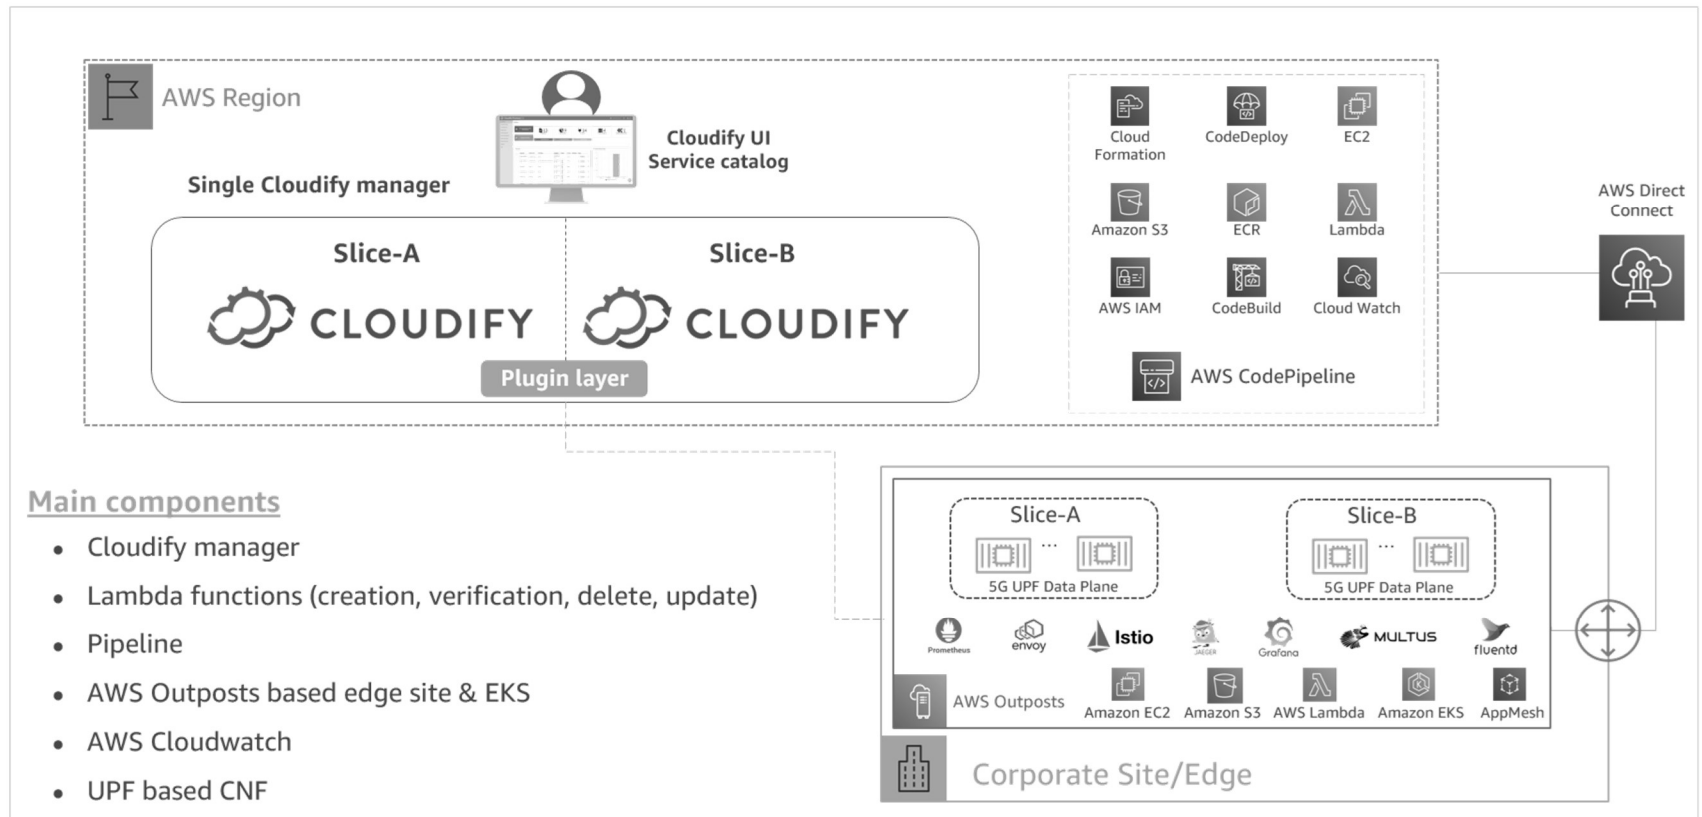 AWS Region
Cloudify UI
Service catalog
Single Cloudify manager
Slice-A
Slice-B
CLOUDIFY
CLOUDIFY
Plugin layer
Cloud
Formation
CodeDeploy
EC2
Amazon S3
ECR
Lambda
AWS IAM
CodeBuild
Cloud Watch
AWS CodePipeline
AWS Direct
Connect
Main components
• Cloudify manager
• Lambda functions (creation, verification, delete, update)
• Pipeline
• AWS Outposts based edge site & EKS
• AWS Cloudwatch
• UPF based CNF
Slice-A
...
5G UPF Data Plane
Slice-B
...
5G UPF Data Plane
Prometheus
envoy
Istio
JAEGER
Grafana
MULTUS
fluentd
AWS Outposts
Amazon EC2
Amazon S3
AWS Lambda
Amazon EKS
AppMesh
Corporate Site/Edge